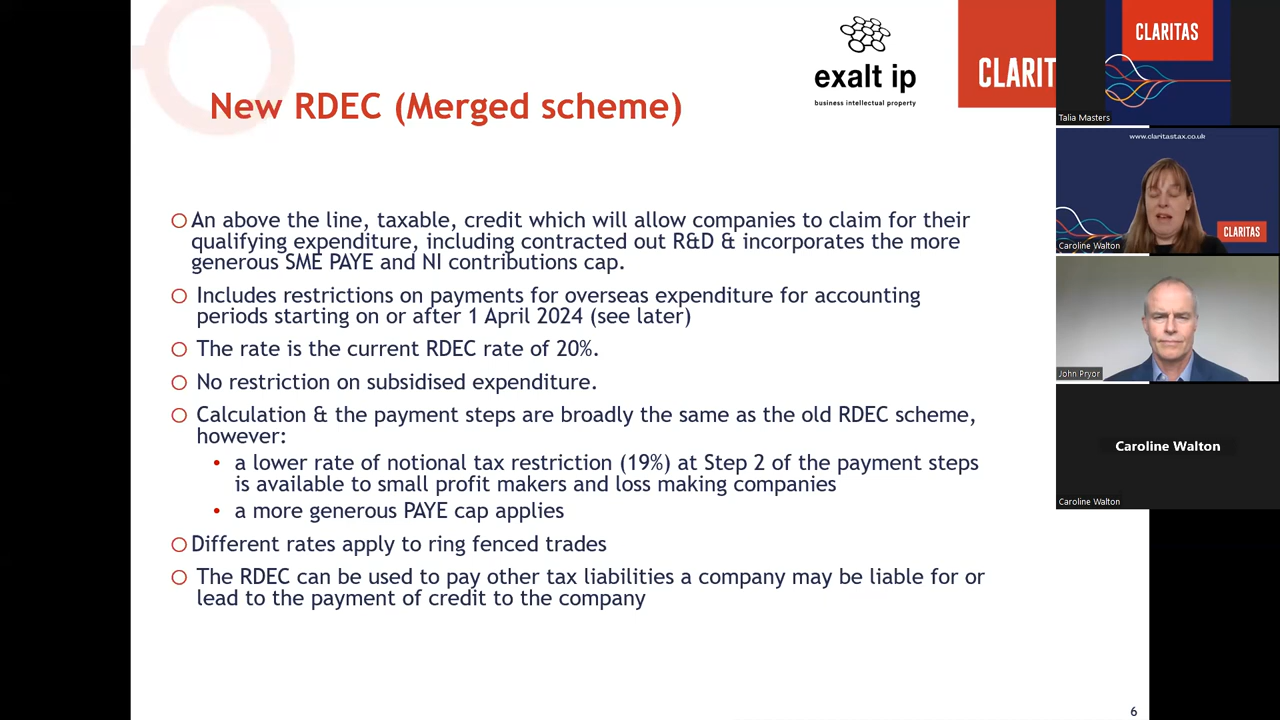 exalt ip
business intellectual property
CLARIT
New RDEC (Merged scheme)
An above the line, taxable, credit which will allow companies to claim for their
qualifying expenditure, including contracted out R&D & incorporates the more
generous SME PAYE and NI contributions cap.
Includes restrictions on payments for overseas expenditure for accounting
periods starting on or after 1 April 2024 (see later)
The rate is the current RDEC rate of 20%.
No restriction on subsidised expenditure.
Calculation & the payment steps are broadly the same as the old RDEC scheme,
however:
• a lower rate of notional tax restriction (19%) at Step 2 of the payment steps
is available to small profit makers and loss making companies
• a more generous PAYE cap applies
Different rates apply to ring fenced trades
The RDEC can be used to pay other tax liabilities a company may be liable for or
lead to the payment of credit to the company
6
CLARITAS
Talia Masters
www.claritastax.co.uk
CLARITAS
Caroline Walton
John Pryor
Caroline Walton
Caroline Walton